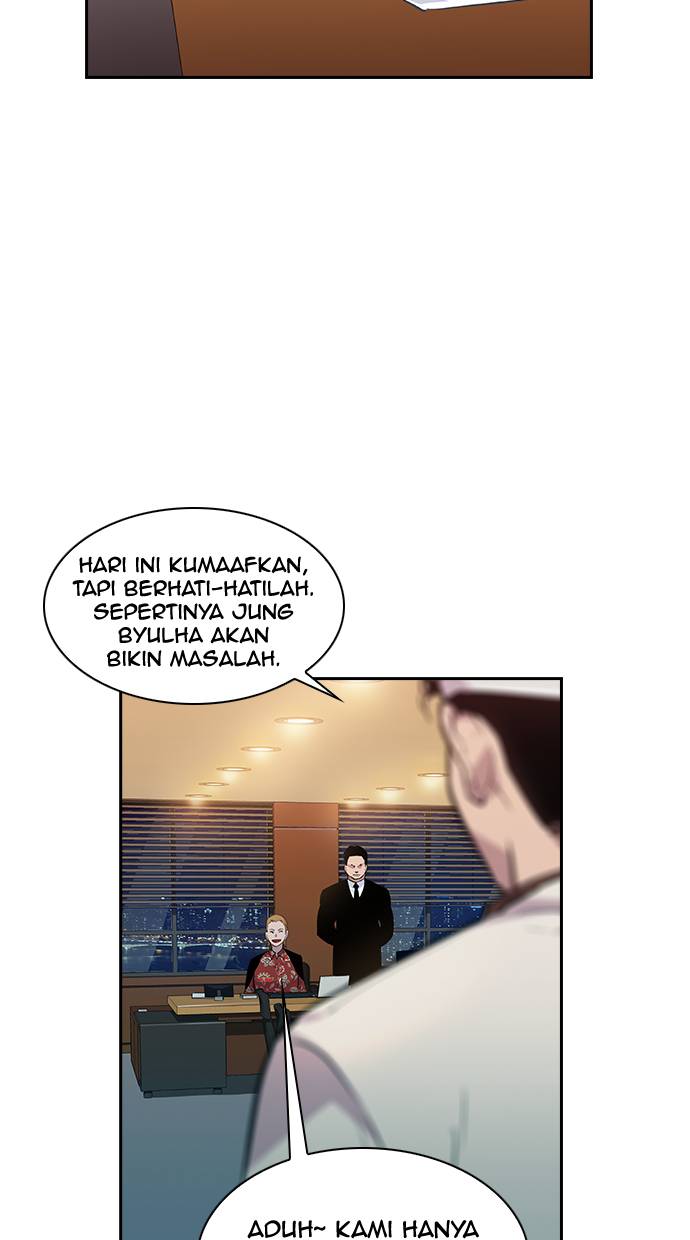 HARI INI KUMAAFKAN,
TAPI BERHATI-HATILAH.
SEPERTINYA JUNG
BYULHA AKAN
BIKIN MASALAH.
ADUH~ KAMI HANYA